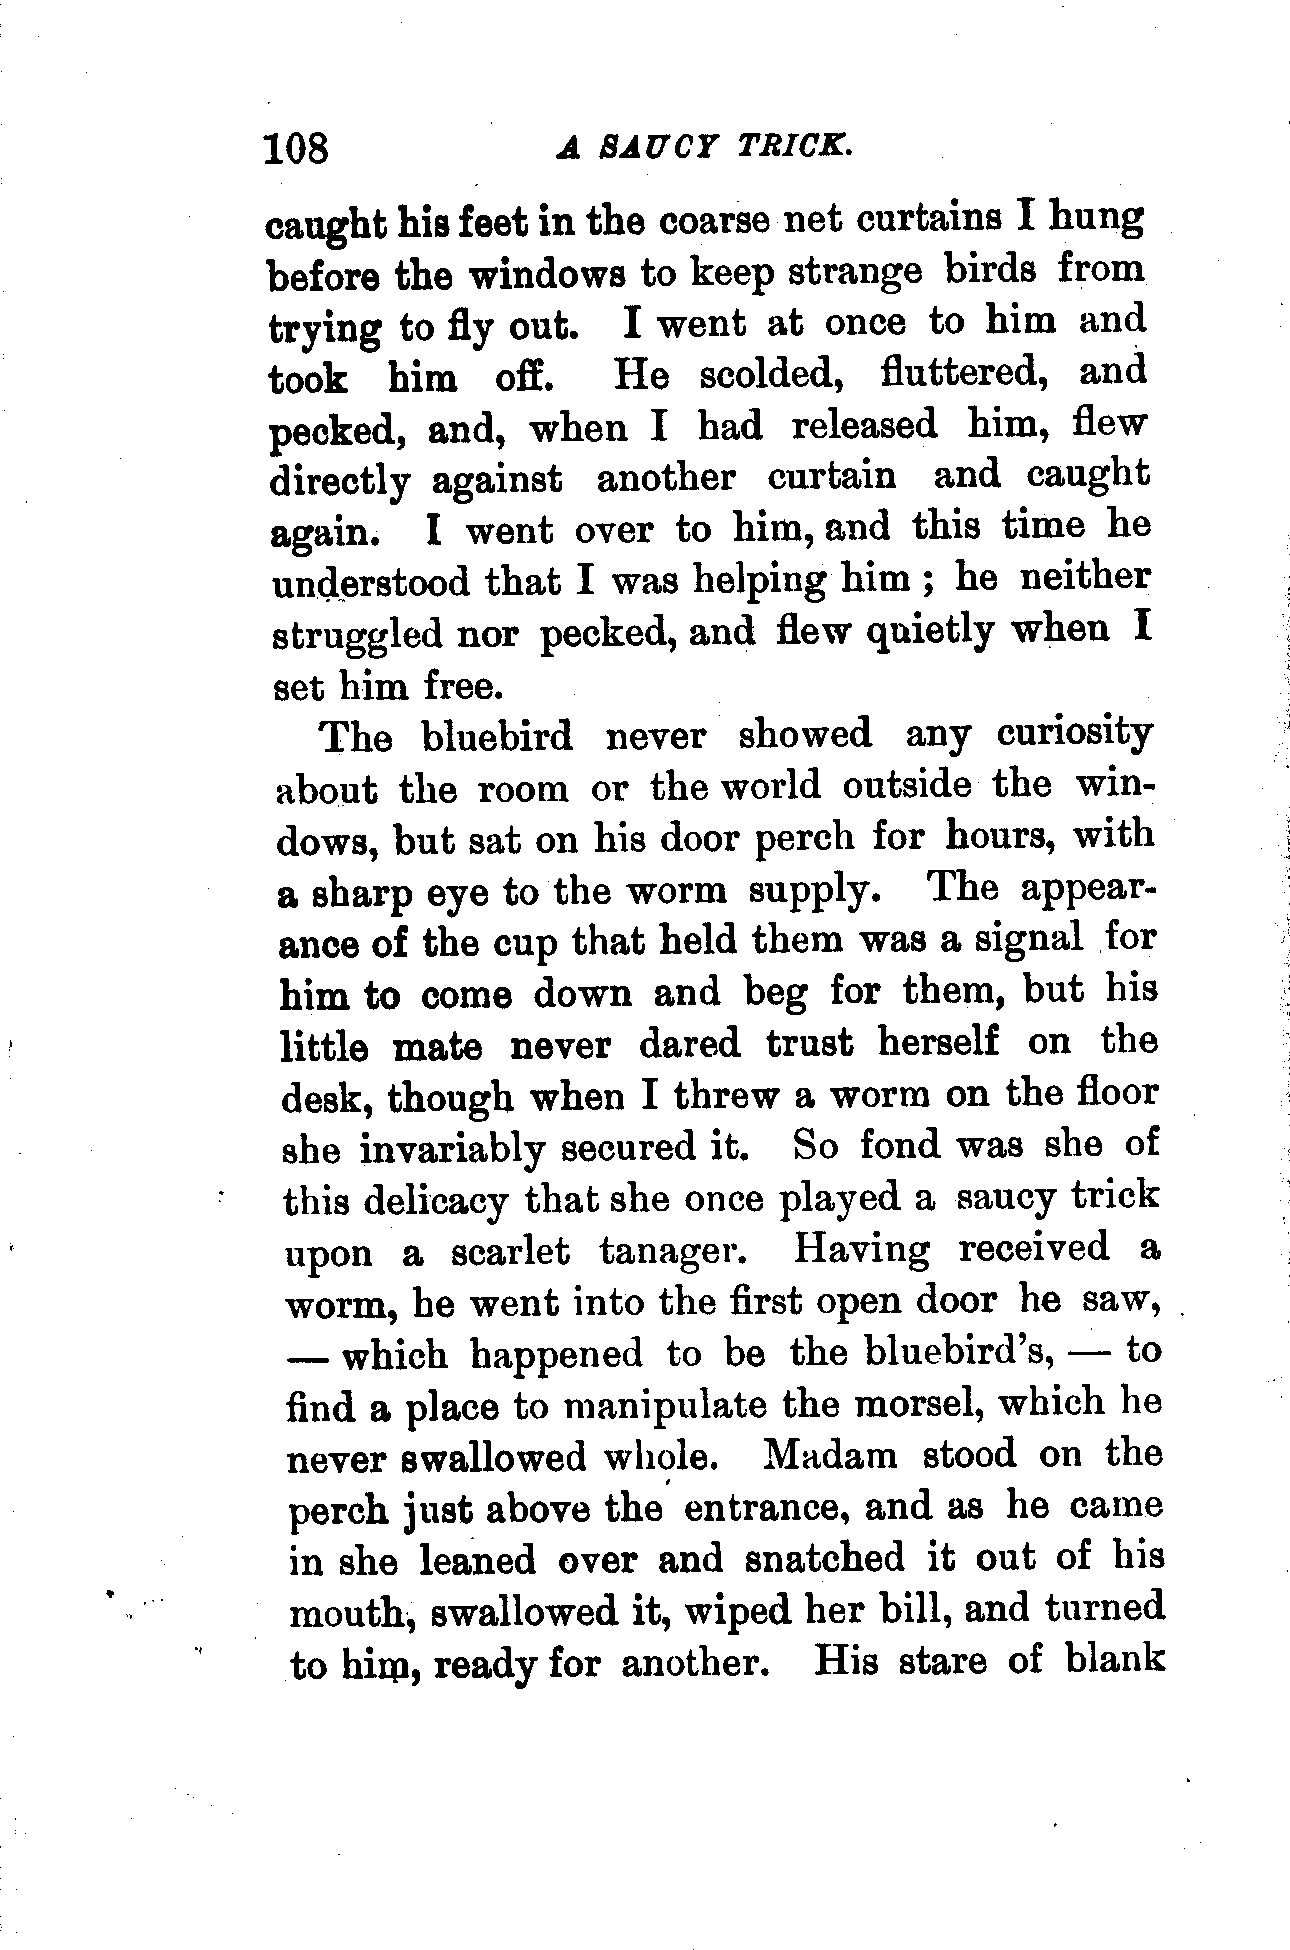 108 A SAUCY TRICK.
caught his feet in the coarse net curtains I hung
before the windows to keep strange birds from
trying to fly out. I went at once to him and
took him off. He scolded, fluttered, and
pecked, and, when I had released him, flew
directly against another curtain and caught
again. I went over to him, and this time he
understood that I was helping him ; he neither
struggled nor pecked, and flew quietly when I
set him free.
The bluebird never showed any curiosity
about the room or the world outside the win-
dows, but sat on his door perch for hours, with
a sharp eye to the worm supply. The appear-
ance of the cup that held them was a signal for
him to come down and beg for them, but his
little mate never dared trust herself on the
desk, though when I threw a worm on the floor
she invariably secured it. So fond was she of
this delicacy that she once played a saucy trick
upon a scarlet tanager. Having received a
worm, he went into the first open door he saw,
— which happened to be the bluebird's, — to
find a place to manipulate the morsel, which he
never swallowed whole. Madam stood on the
perch just above the entrance, and as he came
in she leaned over and snatched it out of his
mouth, swallowed it, wiped her bill, and turned
to him, ready for another. His stare of blank